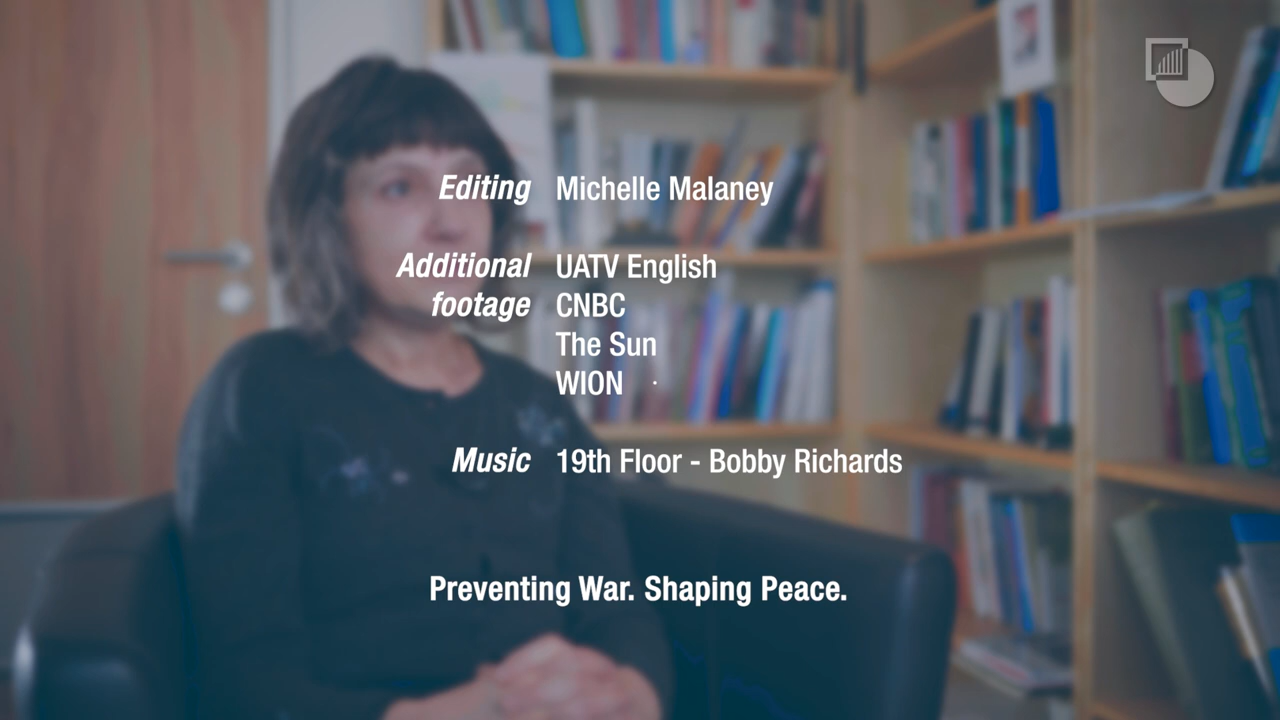 Editing Michelle Malaney
Additional UATV English
footage CNBC
The Sun
WION
Music 19th Floor - Bobby Richards
Preventing War. Shaping Peace.